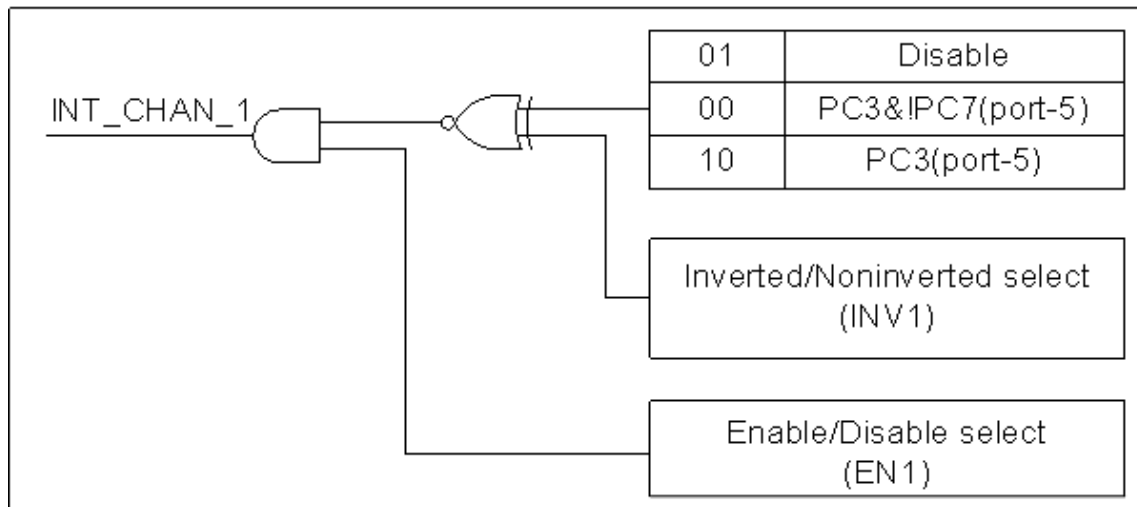 INT_CHAN_1
01 Disable
00 PC3&!PC7(port-5)
10 PC3(port-5)
Inverted/Noninverted select
(INV1)
Enable/Disable select
(EN1)